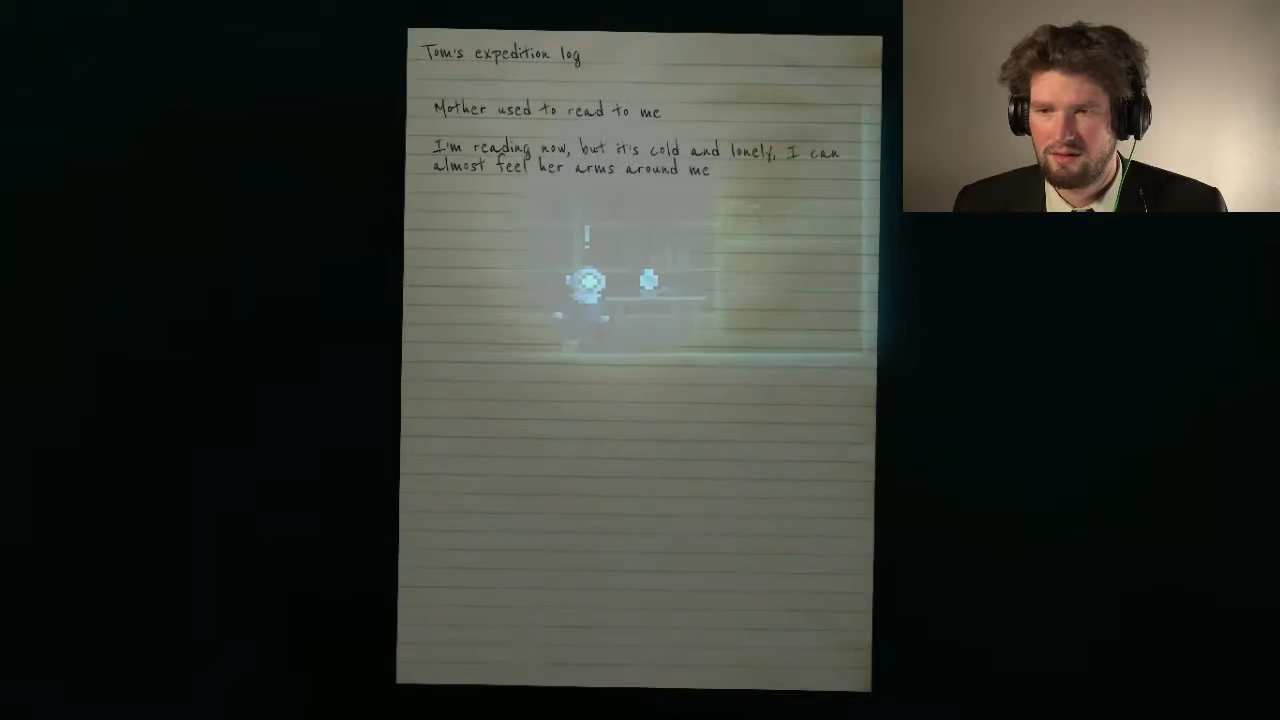 Tom's expedition log
Mother used to read to me
I'm reading now, but it's cold and lonely, I can
almost feel her arms around me
!